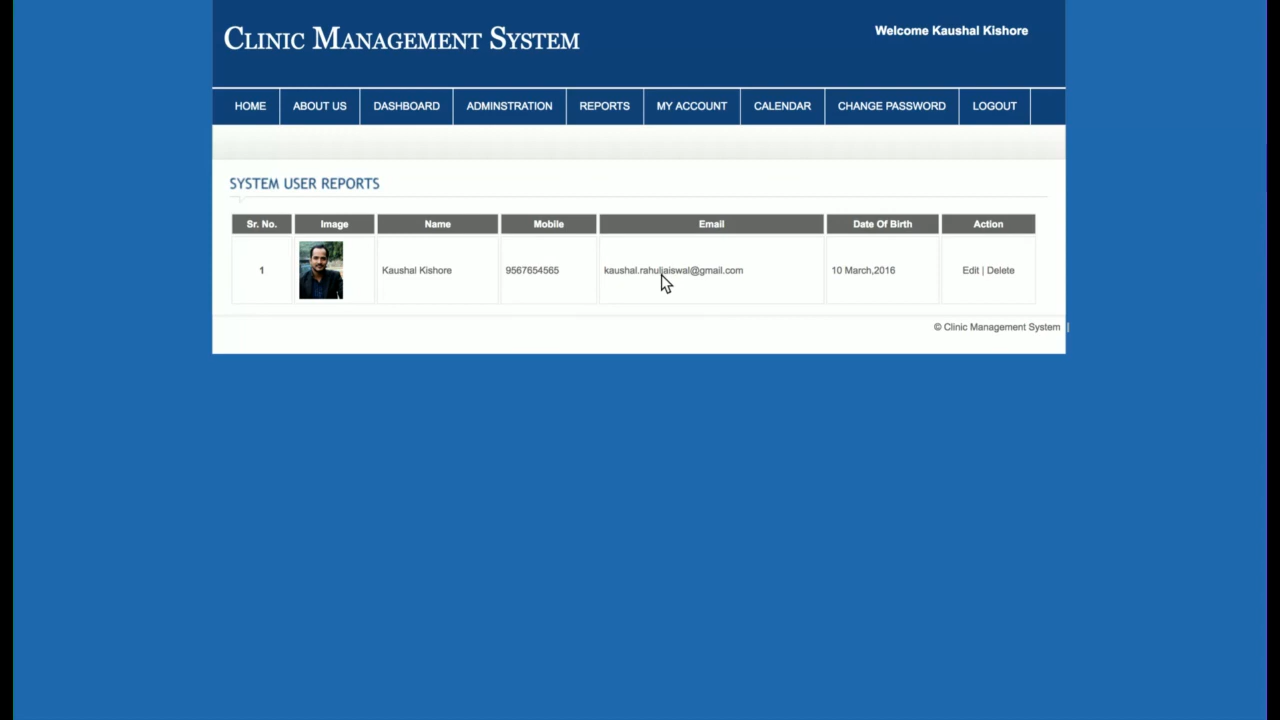 Clinic Management System
Welcome Kaushal Kishore
HOME ABOUT US DASHBOARD ADMINSTRATION REPORTS MY ACCOUNT CALENDAR CHANGE PASSWORD LOGOUT
SYSTEM USER REPORTS
Sr. No. Image Name Mobile Email Date Of Birth Action
1 Kaushal Kishore 9567654565 kaushal.rahuljaiswal@gmail.com 10 March,2016 Edit | Delete
© Clinic Management System |